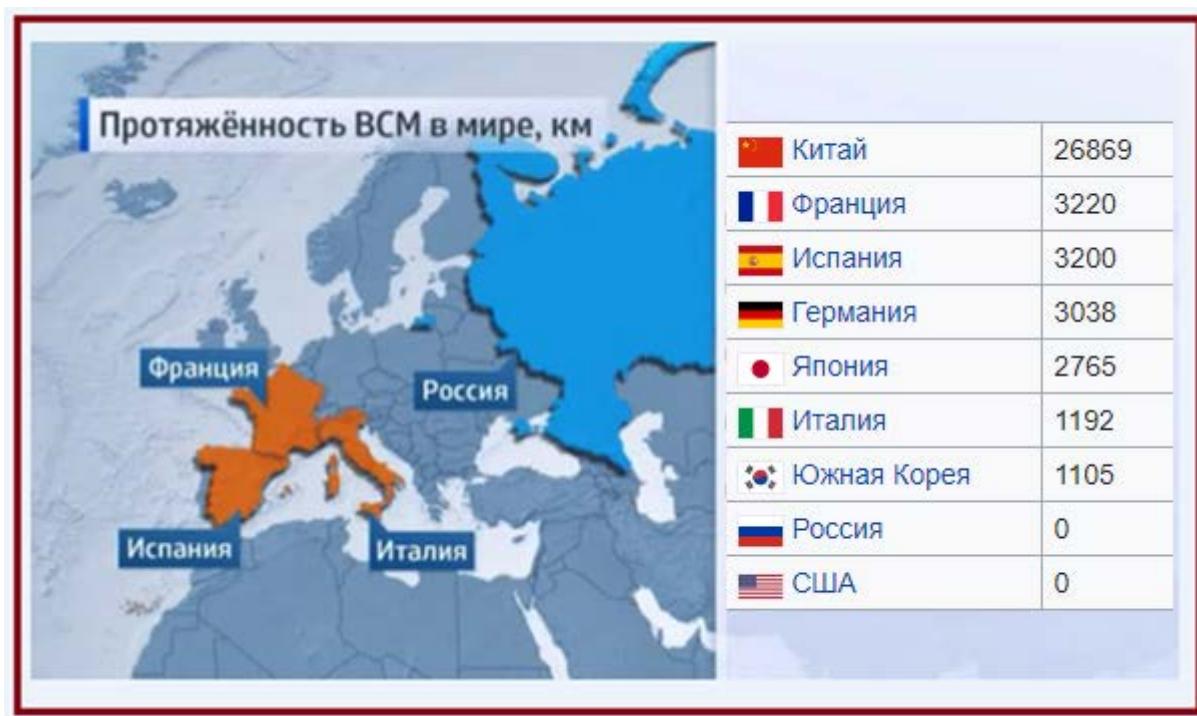 Протяжённость ВСМ в мире, км
Франция
Россия
Испания
Италия
Китай 26869
Франция 3220
Испания 3200
Германия 3038
Япония 2765
Италия 1192
Южная Корея 1105
Россия 0
США 0